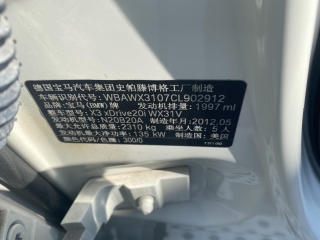 德国宝马汽车集团史帕滕博格工厂制造
车辆识别代号: WBAWX3107CL902912
品牌: 宝马(BMW)牌 发动机排量: 1997 ml
整车型号: X3 xDrive20i WX31V
发动机型号: N20B20A 制造年月: 2012.05
最大允许总质量: 2310 kg 乘坐人数: 5 人
发动机最大净功率: 135 kW 制造国: 美国
颜色代码/色号: 300/0